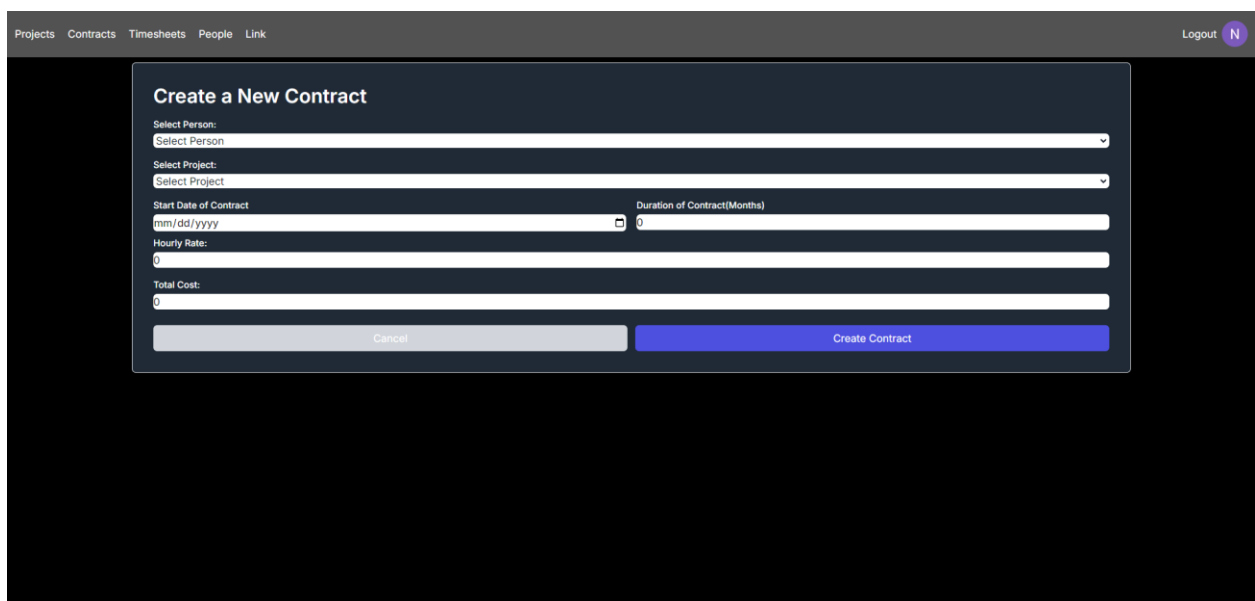 Projects Contracts Timesheets People Link Logout N
Create a New Contract
Select Person:
Select Person
Select Project:
Select Project
Start Date of Contract Duration of Contract(Months)
mm/dd/yyyy 0
Hourly Rate:
0
Total Cost:
0
Cancel Create Contract